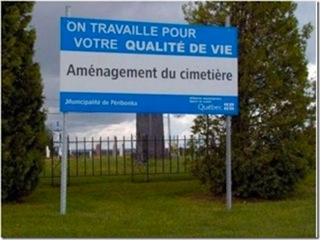 ON TRAVAILLE POUR
VOTRE QUALITÉ DE VIE
Aménagement du cimetière
Municipalité de Péribonka
Québec